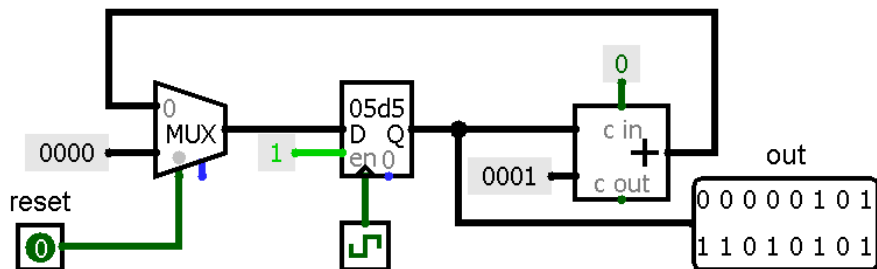 0
0
05d5
MUX
D Q
c in
0000
1
en 0
+
out
0001
c out
reset
0 0 0 0 0 1 0 1
0
1 1 0 1 0 1 0 1